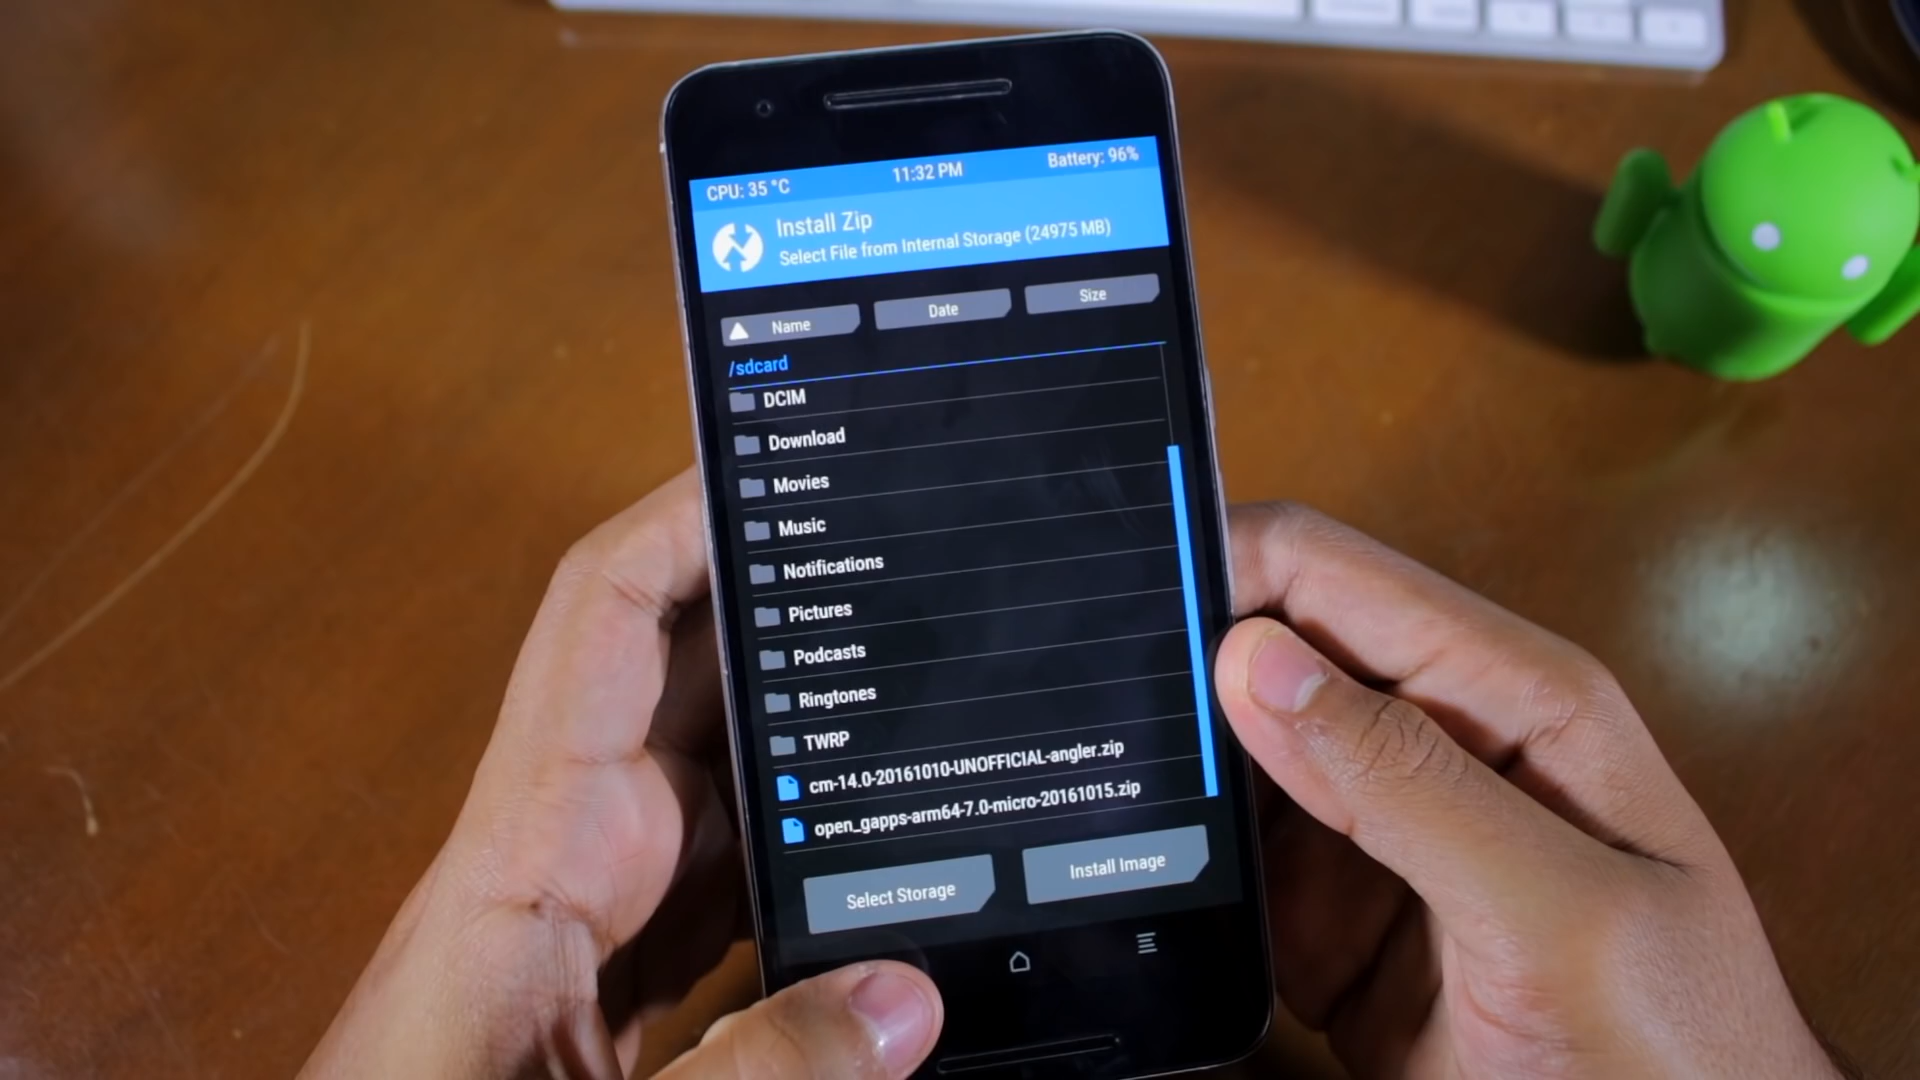 CPU: 35 °C 11:32 PM Battery: 96%
Install Zip
Select File from Internal Storage (24975 MB)
Name Date Size
/sdcard
DCIM
Download
Movies
Music
Notifications
Pictures
Podcasts
Ringtones
TWRP
cm-14.0-20161010-UNOFFICIAL-angler.zip
open_gapps-arm64-7.0-micro-20161015.zip
Select Storage Install Image